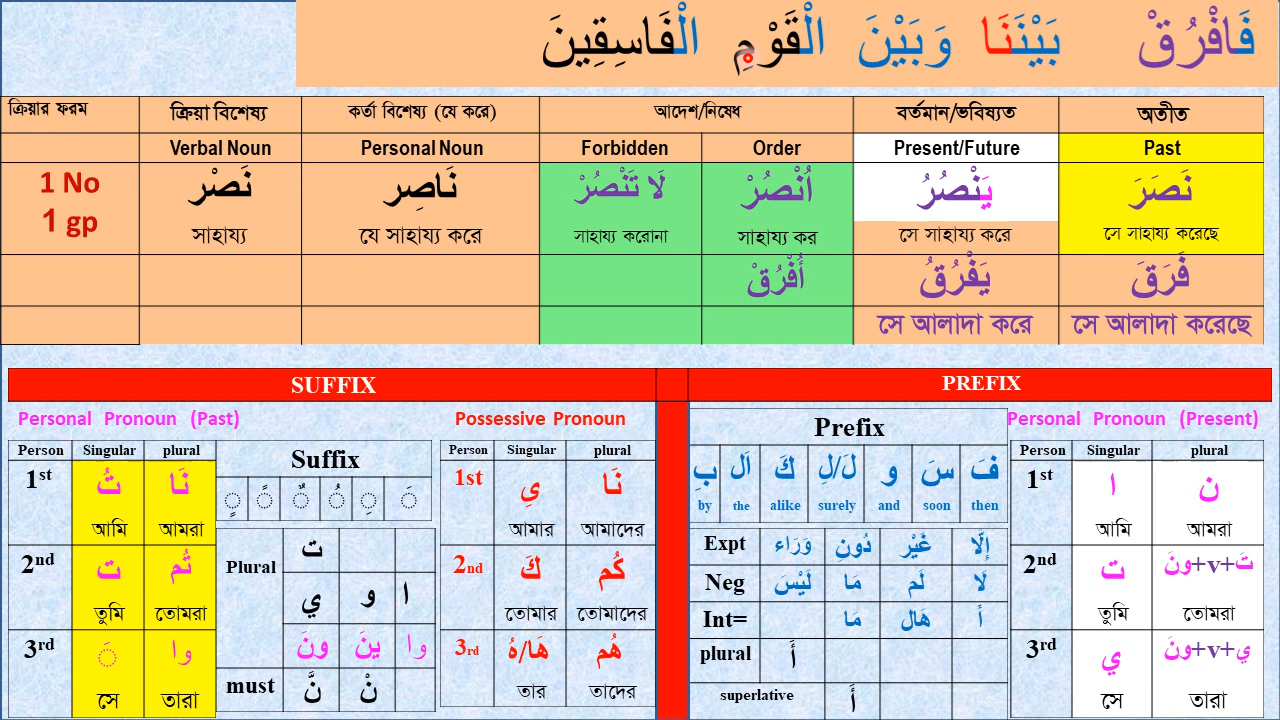 فَافْرُقْ بَيْنَنَا وَبَيْنَ الْقَوْمِ الْفَاسِقِينَ
ক্রিয়ার ফরম ক্রিয়া বিশেষ্য কর্তা বিশেষ্য (যে করে) আদেশ/নিষেধ বর্তমান/ভবিষ্যত অতীত
Verbal Noun Personal Noun Forbidden Order Present/Future Past
1 No
1 gp
نَصْر نَاصِر لَا تَنْصُرْ اُنْصُرْ يَنْصُرُ نَصَرَ
সাহায্য যে সাহায্য করে সাহায্য করোনা সাহায্য কর সে সাহায্য করে সে সাহায্য করেছে
أُفْرُقْ يَفْرُقُ فَرَقَ
সে আলাদা করে সে আলাদা করেছে
SUFFIX PREFIX
Personal Pronoun (Past)
Person Singular plural
1st تُ نَا
আমি আমরা
2nd ت تُم
তুমি তোমরা
3rd َ وا
সে তারা
Suffix
ٍ ً ٌ ُ ِ َ
Plural ت
ي و ا
ونَ ينَ وا
must نَّ نْ
Possessive Pronoun
Person Singular plural
1st ىِ نَا
আমার আমাদের
2nd كَ كُم
তোমার তোমাদের
3rd هَا/هُ هُم
তার তাদের
Prefix
بِ اَل كَ لَ/لِ و سَ فَ
by the alike surely and soon then
Expt وَرَاء دُونِ غَيْر إِلَّا
Neg لَيْسَ مَا لَم لَا
Int= مَا هَال أَ
plural أَ
superlative أَ
Personal Pronoun (Present)
Person Singular plural
1st ا ن
আমি আমরা
2nd ت تَ+v+ونَ
তুমি তোমরা
3rd ي ي+v+ونَ
সে তারা